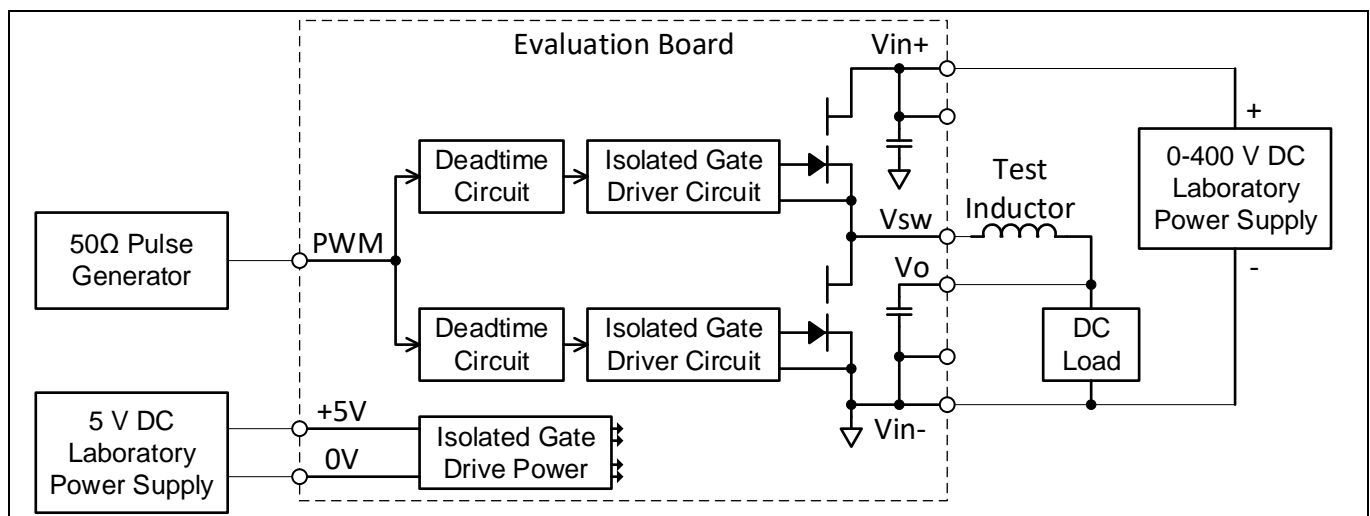 Evaluation Board
Vin+
+
Deadtime
Circuit
Isolated Gate
Driver Circuit
0-400 V DC
Laboratory
Power Supply
Test
Inductor
50Ω Pulse
Generator
PWM
Vsw
-
Vo
Deadtime
Circuit
Isolated Gate
Driver Circuit
DC
Load
5 V DC
Laboratory
Power Supply
+5V
0V
Isolated Gate
Drive Power
Vin-